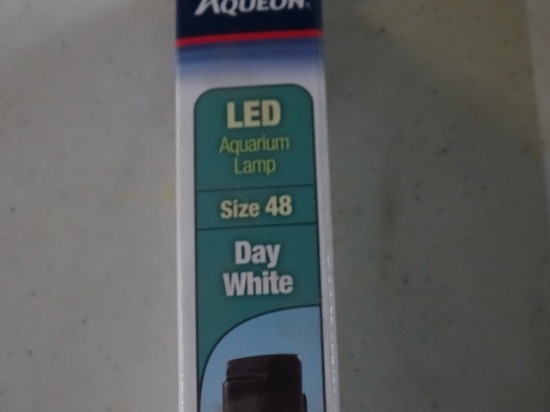 AQUEON
LED
Aquarium
Lamp
Size 48
Day
White